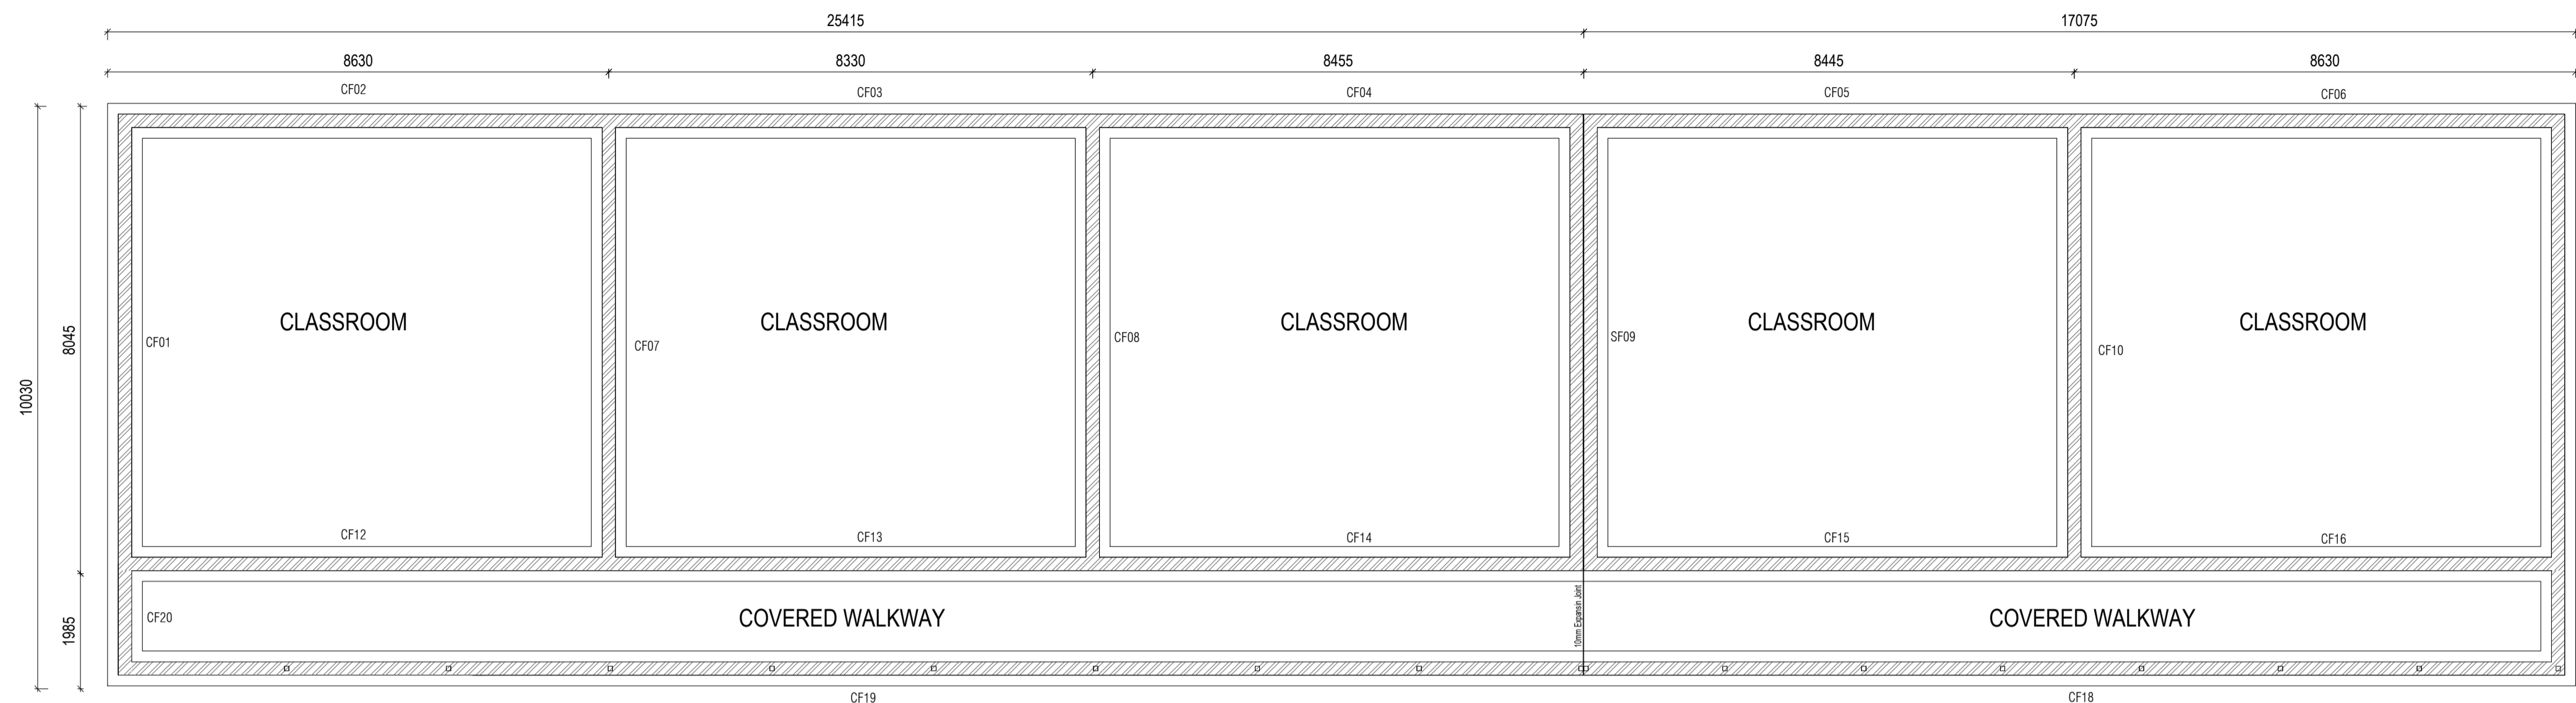 25415
17075
8630
8330
8455
8445
8630
CF02
CF03
CF04
CF05
CF06
CLASSROOM
CLASSROOM
CLASSROOM
CLASSROOM
CLASSROOM
CF01
CF07
CF08
SF09
CF10
8045
10030
CF12
CF13
CF14
CF15
CF16
1985
CF20
COVERED WALKWAY
10mm Expansin Joint
COVERED WALKWAY
CF19
CF18